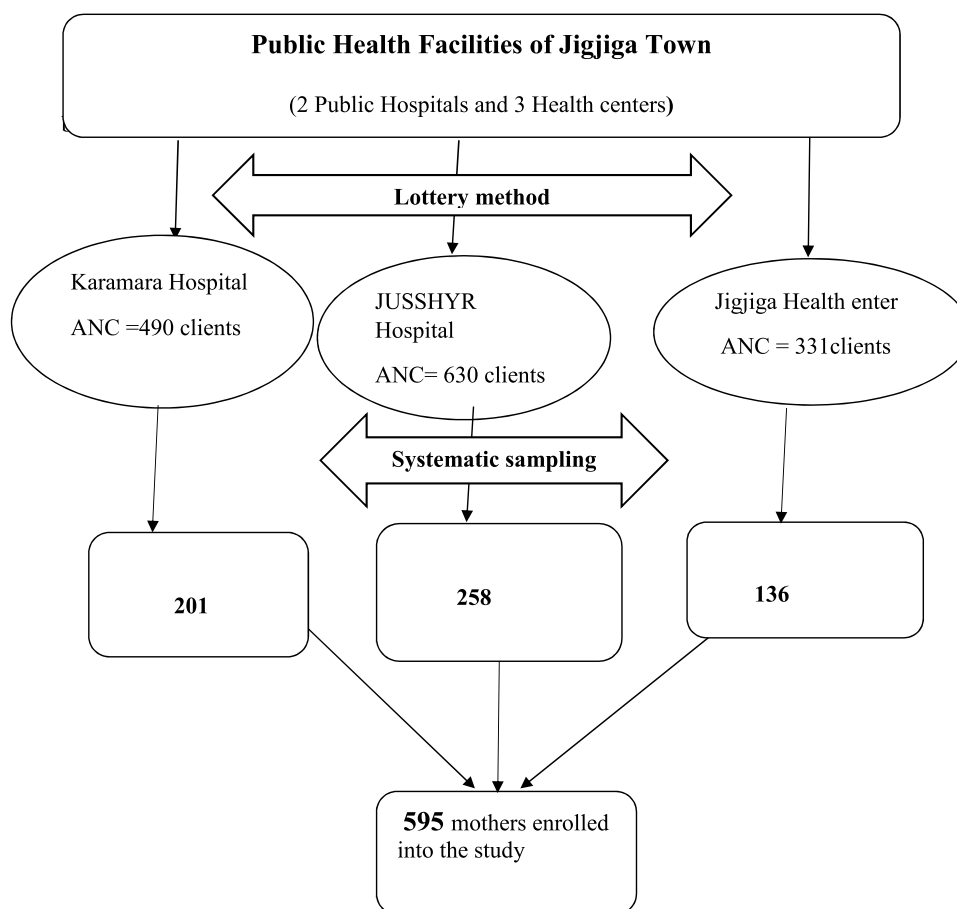 Public Health Facilities of Jigjiga Town
(2 Public Hospitals and 3 Health centers)
Lottery method
Karamara Hospital
ANC =490 clients
JUSSHYR
Hospital
ANC= 630 clients
Jigjiga Health enter
ANC = 331clients
Systematic sampling
201
258
136
595 mothers enrolled
into the study